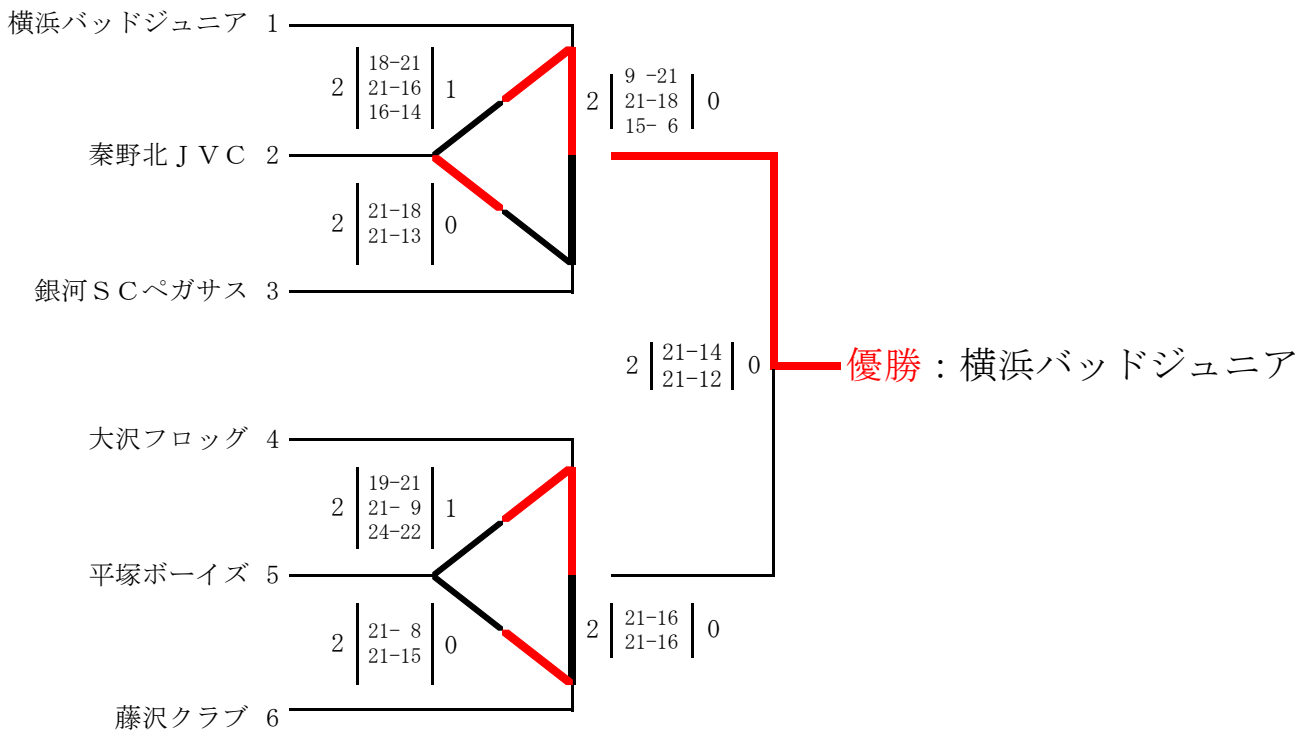 横浜バッドジュニア 1
2 18-21 1
21-16
16-14
2 9 -21 0
21-18
15- 6
秦野北ＪＶＣ 2
2 21-18 0
21-13
銀河ＳＣペガサス 3
2 21-14 0
21-12
優勝：横浜バッドジュニア
大沢フロッグ 4
2 19-21 1
21- 9
24-22
平塚ボーイズ 5
2 21- 8 0
21-15
2 21-16 0
21-16
藤沢クラブ 6